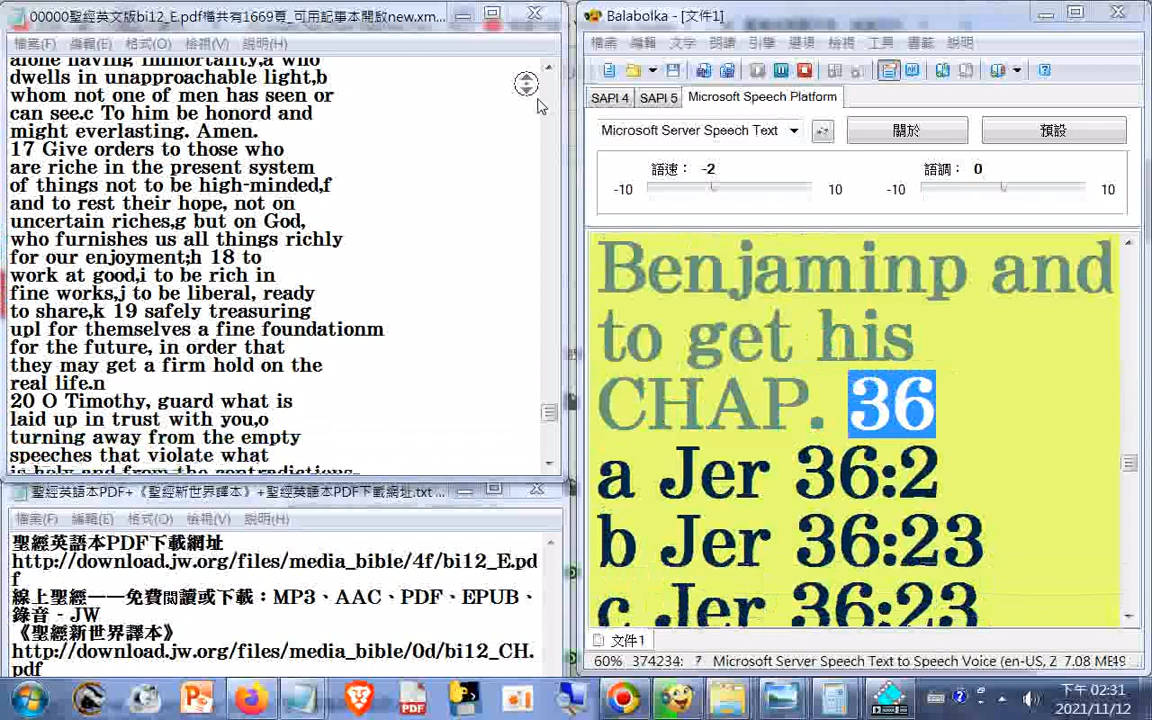 00000聖經英文版bi12_E.pdf檔共有1669頁_可用記事本開啟new.xm...
檔案(F) 編輯(E) 格式(O) 檢視(V) 說明(H)
alone having immortality,a who
dwells in unapproachable light,b
whom not one of men has seen or
can see.c To him be honord and
might everlasting. Amen.
17 Give orders to those who
are riche in the present system
of things not to be high-minded,f
and to rest their hope, not on
uncertain riches,g but on God,
who furnishes us all things richly
for our enjoyment;h 18 to
work at good,i to be rich in
fine works,j to be liberal, ready
to share,k 19 safely treasuring
upl for themselves a fine foundationm
for the future, in order that
they may get a firm hold on the
real life.n
20 O Timothy, guard what is
laid up in trust with you,o
turning away from the empty
speeches that violate what
is holy and from the contradictions
聖經英語本PDF+《聖經新世界譯本》+聖經英語本PDF下載網址.txt ...
檔案(F) 編輯(E) 格式(O) 檢視(V) 說明(H)
聖經英語本PDF下載網址
http://download.jw.org/files/media_bible/4f/bi12_E.pd
f
線上聖經——免費閱讀或下載：MP3、AAC、PDF、EPUB、
錄音 - JW
《聖經新世界譯本》
http://download.jw.org/files/media_bible/0d/bi12_CH.
pdf
Balabolka - [文件1]
檔案 編輯 文字 朗讀 引擎 選項 檢視 工具 書籤 說明
SAPI 4 SAPI 5 Microsoft Speech Platform
Microsoft Server Speech Text 關於 預設
語速： -2 語調： 0
-10 10 -10 10
Benjaminp and
to get his
CHAP. 36
a Jer 36:2
b Jer 36:23
c Jer 36:23
文件1
60% 374234: ? Microsoft Server Speech Text to Speech Voice (en-US, Z 7.08 MB
下午 02:31
2021/11/12